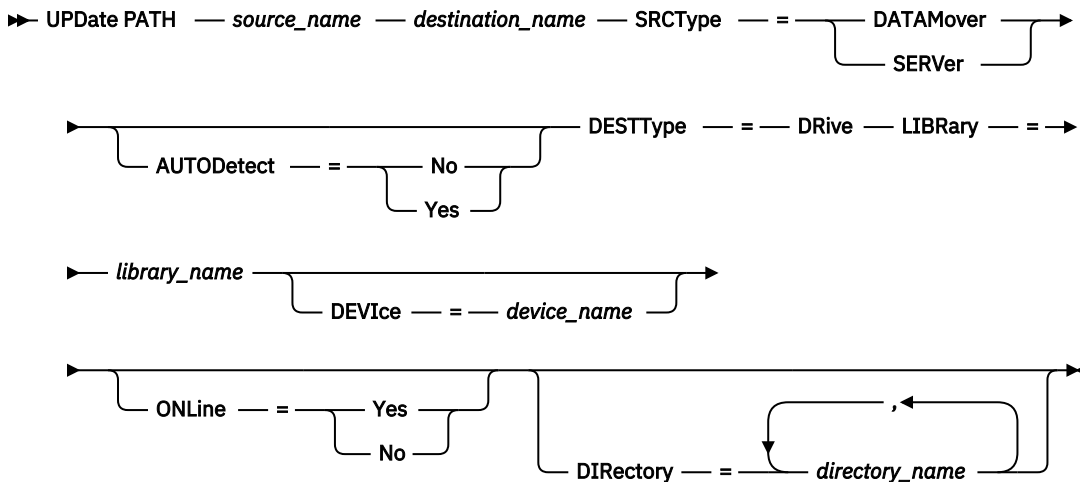 UPDate PATH source_name destination_name SRCType = DATAMover
SERVer
AUTODetect = No
Yes
DESTType = DRive LIBRary =
library_name
DEVIce = device_name
ONLine = Yes
No
DIRectory = directory_name
,